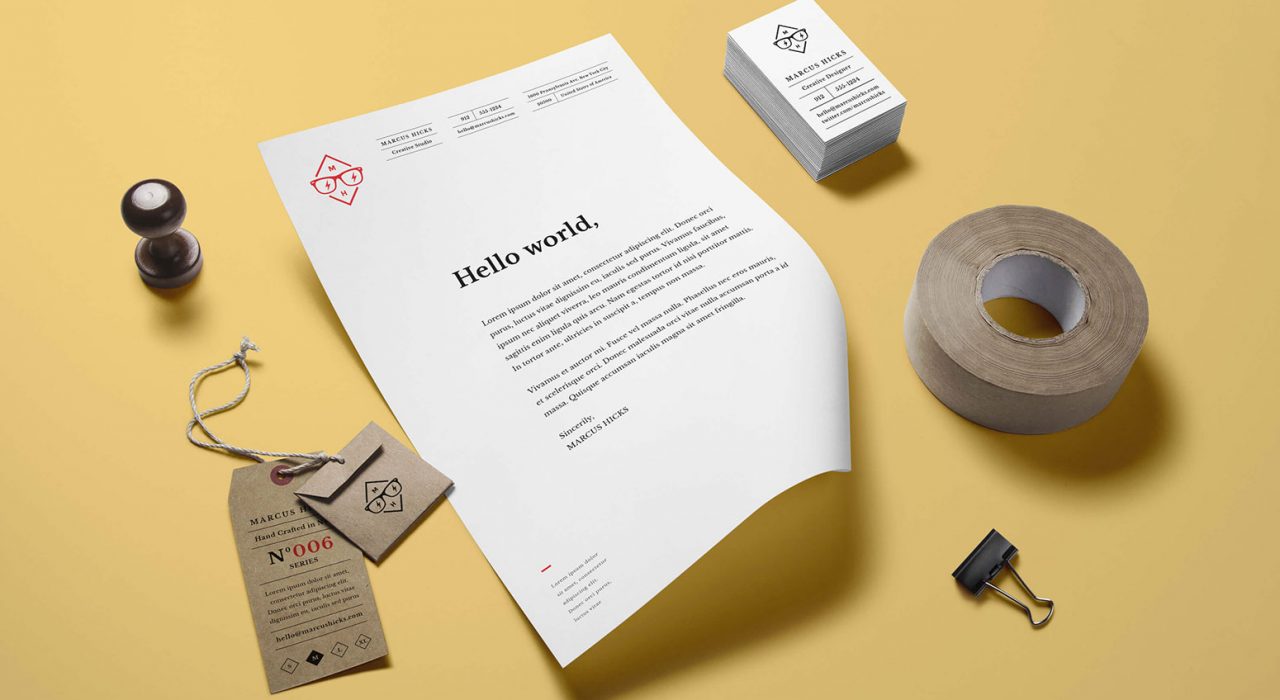 M
H
MARCUS HICKS
Creative Studio
912 555-1234
hello@marcushicks.com
1600 Pennsylvania Ave, New York City
20500 United States of America
Hello world,
Lorem ipsum dolor sit amet, consectetur adipiscing elit. Donec orci
purus, luctus vitae dignissim eu, iaculis sed purus. Vivamus faucibus,
ipsum nec aliquet viverra, leo mauris condimentum ligula, sit amet
sagittis enim ligula quis arcu. Nam egestas tortor id nisi porttitor mattis.
In tortor ante, ultricies in suscipit a, tempus non massa.
Vivamus et auctor mi. Fusce vel massa nulla. Phasellus nec eros mauris,
et scelerisque orci. Donec malesuada orci vitae nulla accumsan porta a id
massa. Quisque accumsan iaculis magna sit amet fringilla.
Sincerily,
MARCUS HICKS
Lorem ipsum dolor
sit amet, consectetur
adipiscing elit.
Donec orci purus,
luctus vitae
M
H
MARCUS HICKS
Creative Designer
912 555-1234
hello@marcushicks.com
twitter.com/marcushicks
M
H
MARCUS H
Hand Crafted in N
Nº006
SERIES
Lorem ipsum dolor sit amet,
consectetur adipiscing elit.
Donec orci purus, luctus vitae
dignissim eu, iaculis sed purus
hello@marcushicks.com
S M L XL